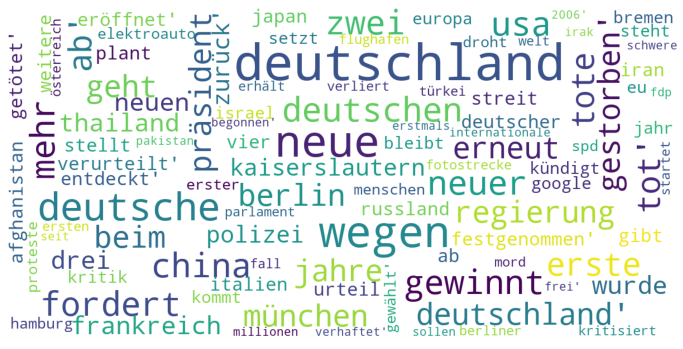 getötet'
weitere
österreich
eröffnet'
elektroauto
plant
ab'
geht
neuen
präsident
zurück'
japan
setzt
flughafen
zwei
europa
droht
usa
welt
2006'
irak
tote
gestorben'
bremen
steht
schwere
iran
eu
fdp
deutschland
erhält
verliert
türkei
streit
israel
deutschen
deutscher
begonnen'
erstmals
internationale
mehr
thailand
stellt
pakistan
vier
neue
bleibt
erneut
spd
jahr
tot'
startet
verurteilt'
entdeckt'
kaiserslautern
fotostrecke
kündigt
google
afghanistan
erster
berlin
menschen
neuer
deutsche
parlament
russland
regierung
proteste
ersten
seit
beim
polizei
wegen
festgenommen'
gibt
drei
kritik
china
fall
jahre
ab
mord
erste
frei'
wurde
kommt
italien
urteil
gewählt'
gewinnt
fordert
hamburg
frankreich
münchen
millionen
verhaftet'
deutschland'
sollen
berliner
kritisiert